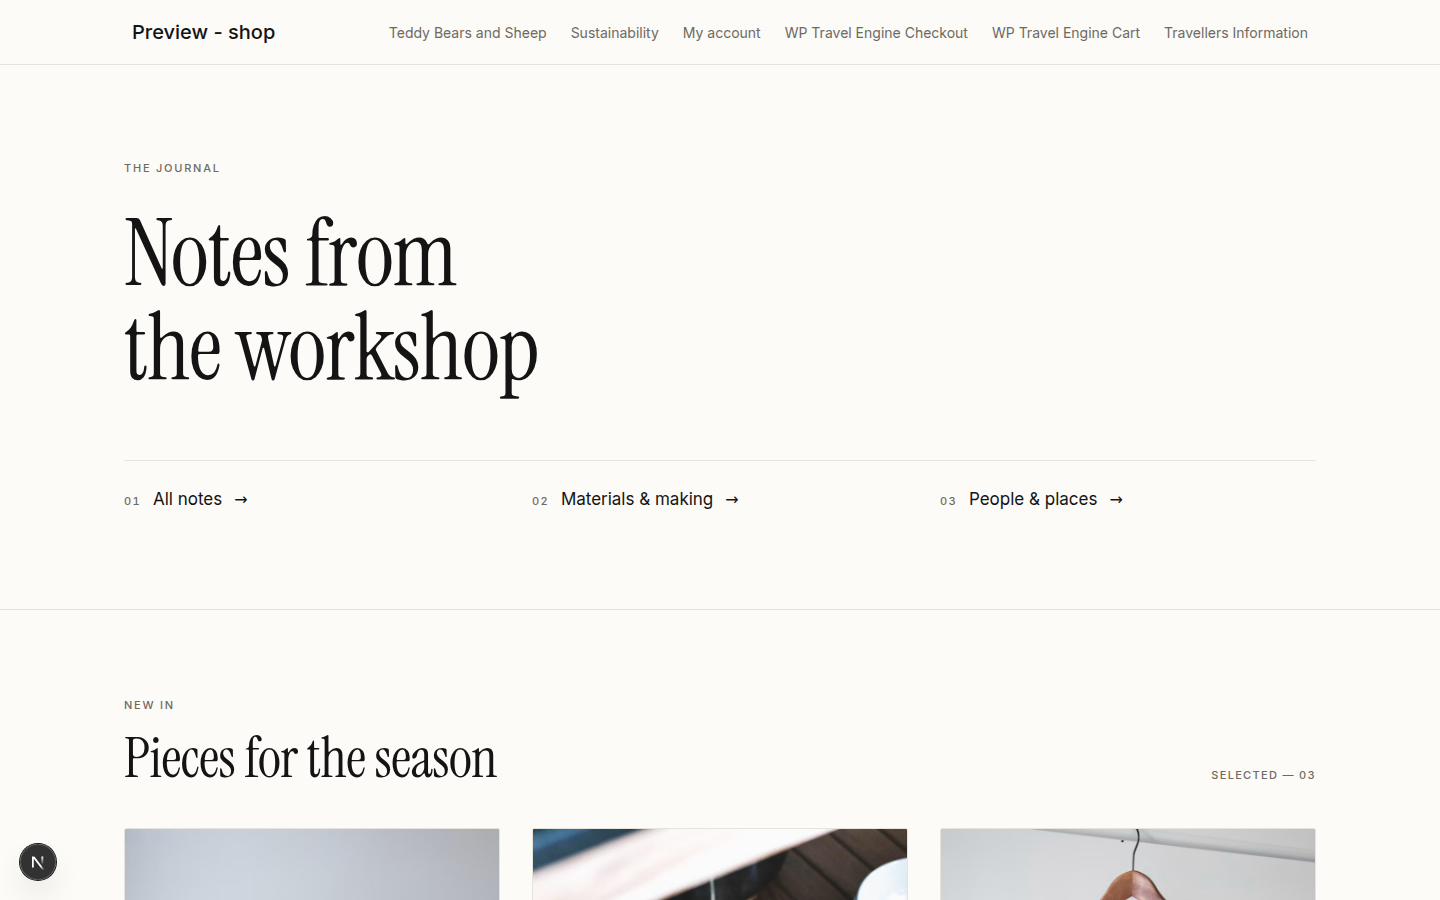 Preview - shop
Teddy Bears and Sheep
Sustainability
My account
WP Travel Engine Checkout
WP Travel Engine Cart
Travellers Information
THE JOURNAL
Notes from
the workshop
01 All notes →
02 Materials & making →
03 People & places →
NEW IN
Pieces for the season
SELECTED — 03
N